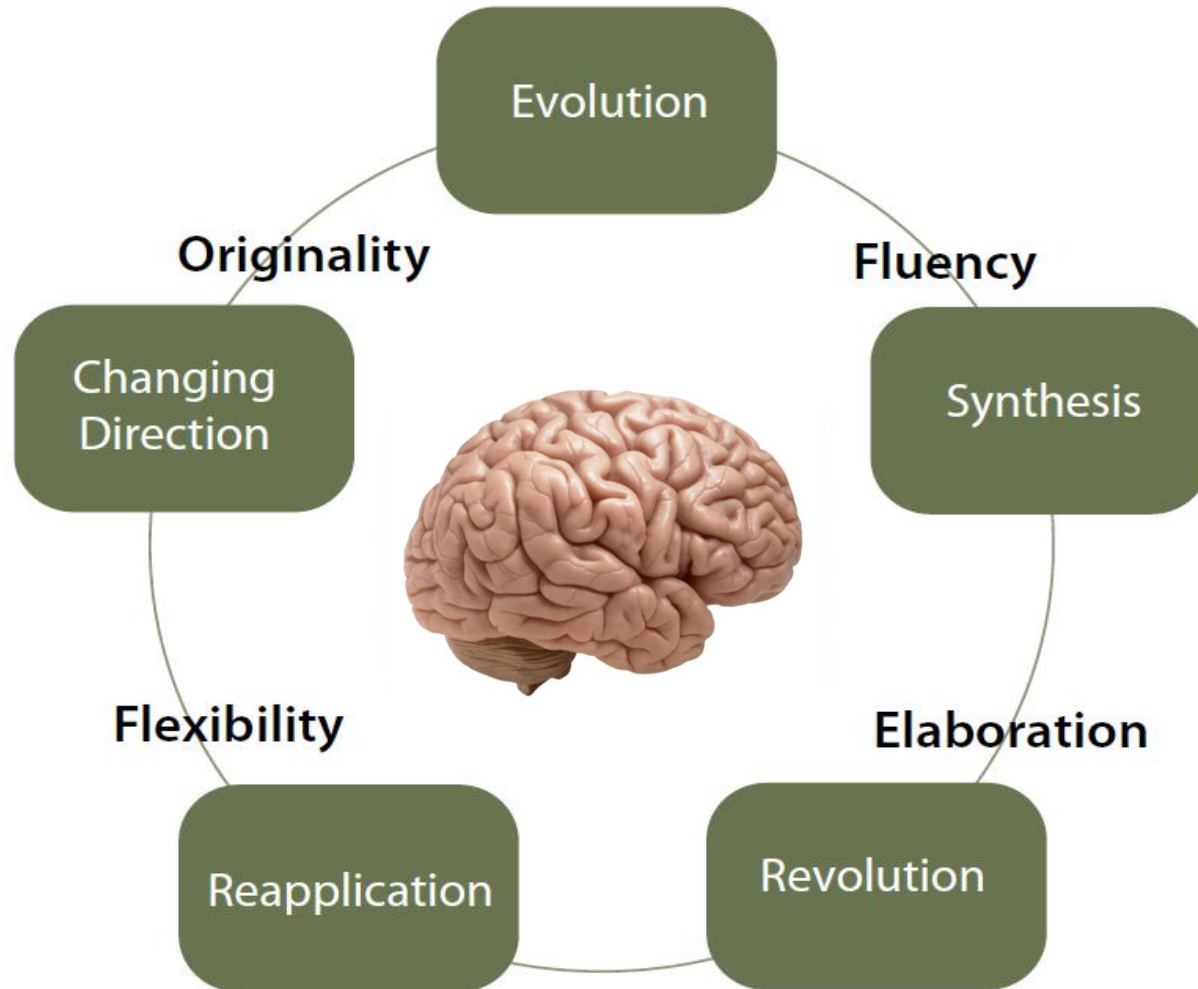 Evolution
Originality
Fluency
Changing
Direction
Synthesis
Flexibility
Elaboration
Reapplication
Revolution